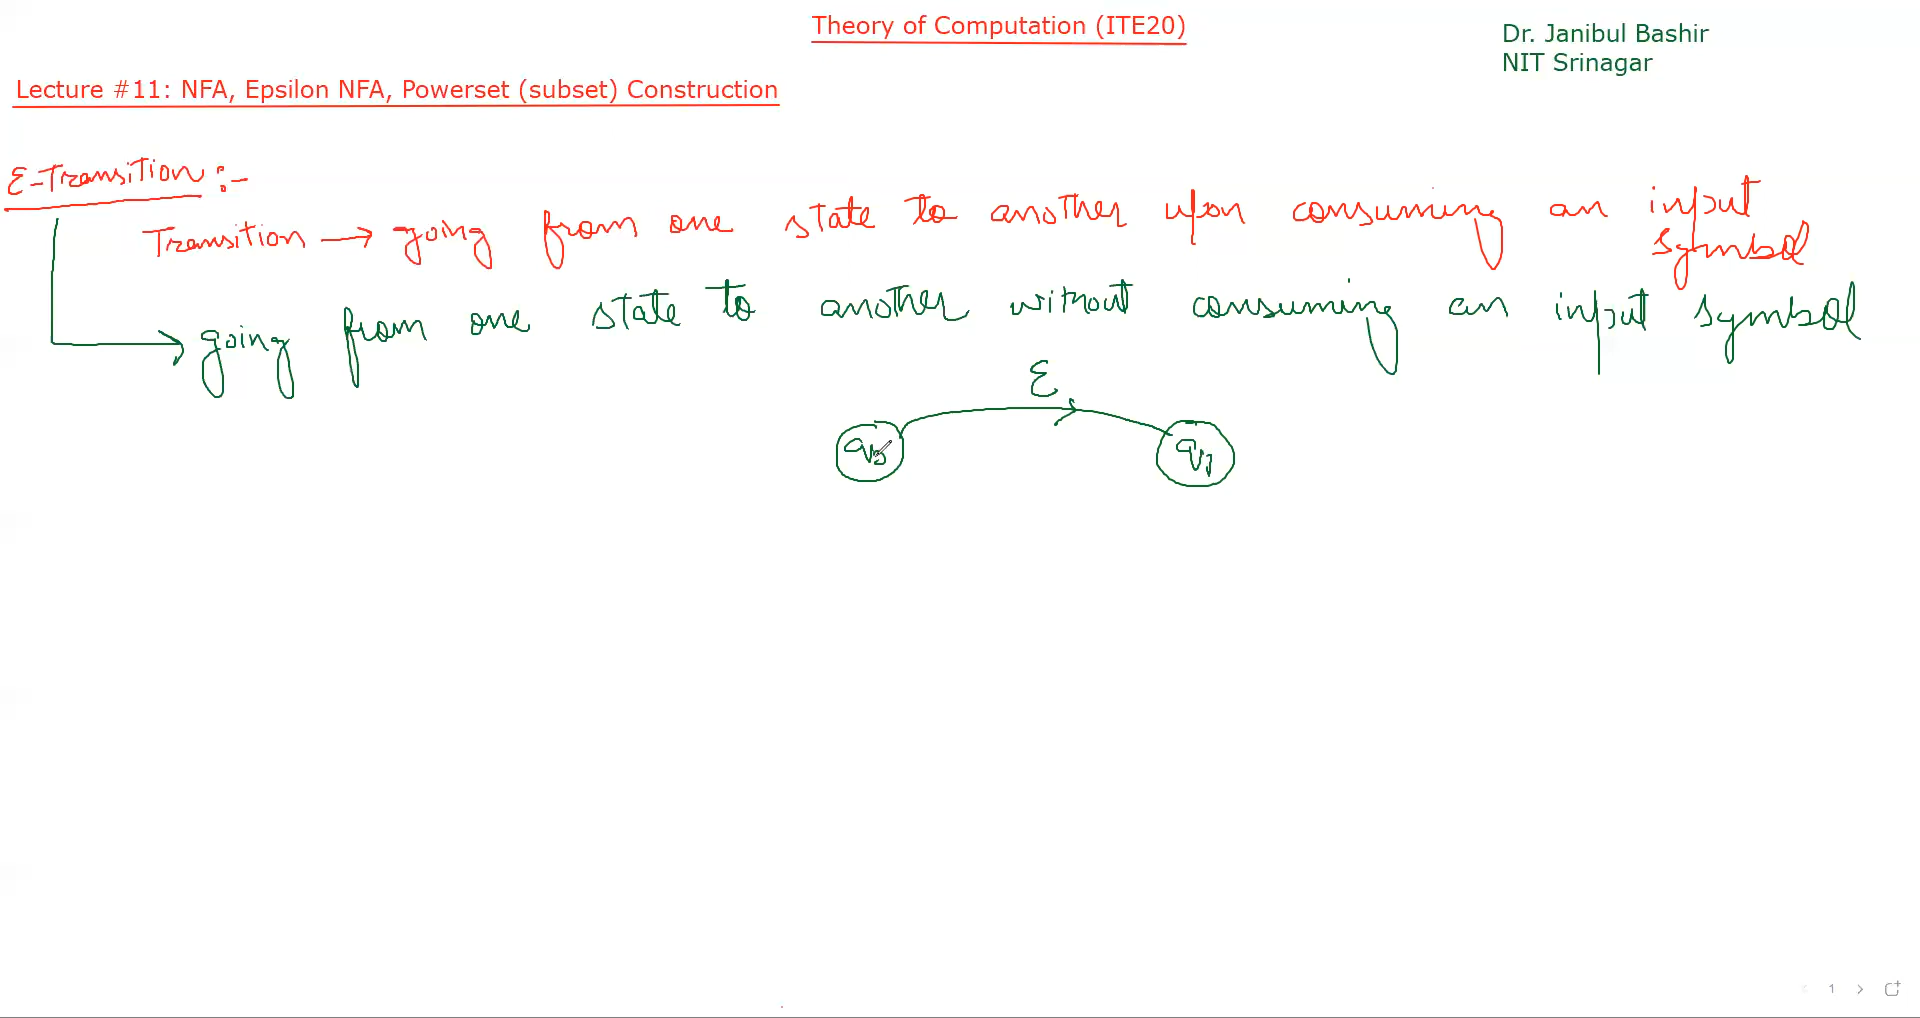 Theory of Computation (ITE20)
Dr. Janibul Bashir
NIT Srinagar
Lecture #11: NFA, Epsilon NFA, Powerset (subset) Construction
ε-Transition :-
Transition → going from one state to another upon consuming an input
symbol
→ going from one state to another without consuming an input symbol
ε
q0 q1
1